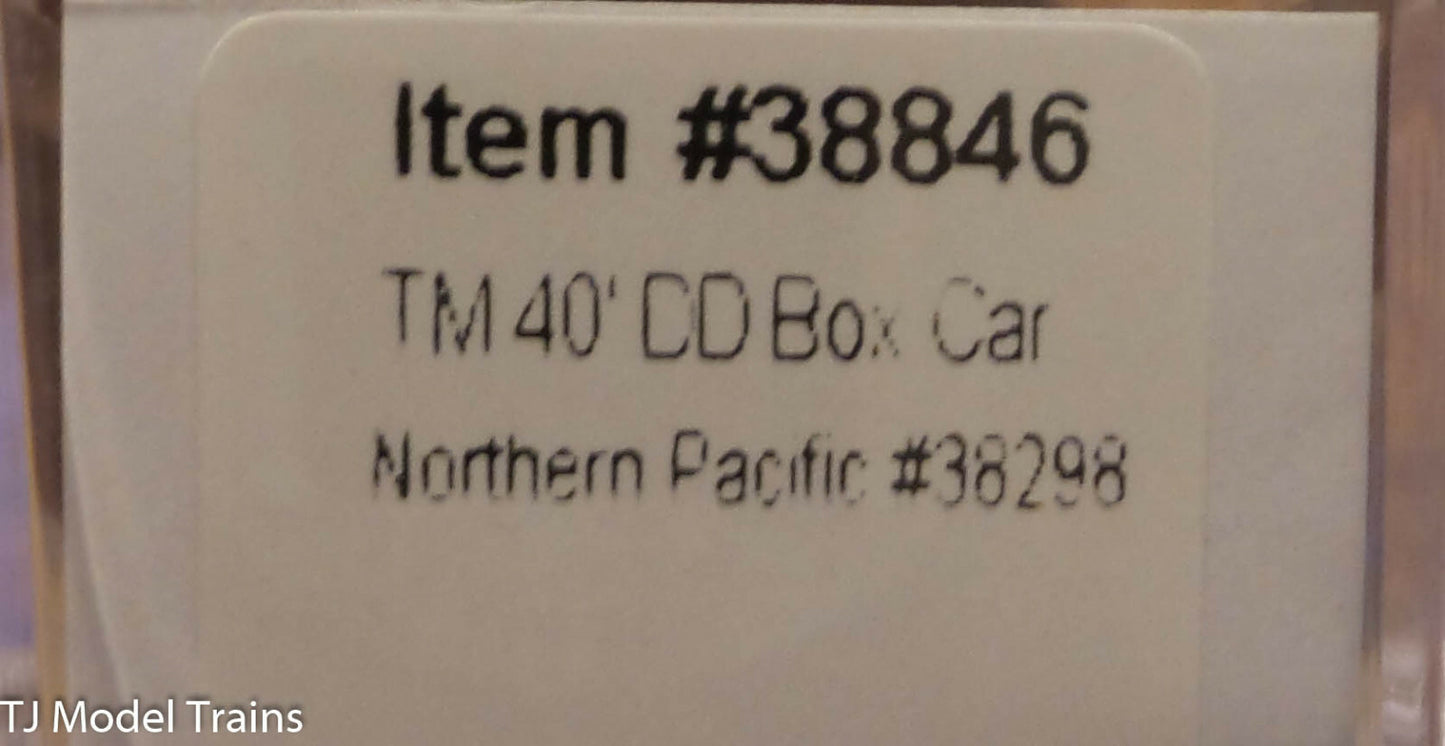 Item #38846
TM 40' DD Box Car
Northern Pacific #38298
TJ Model Trains